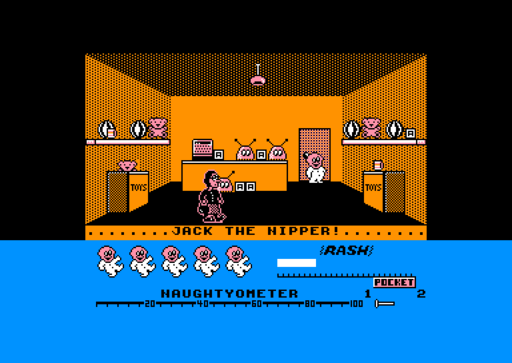 TOYS
TOYS
........JACK THE NIPPER!........
RASH
POCKET
NAUGHTYOMETER 1 2
20 40 60 80 100